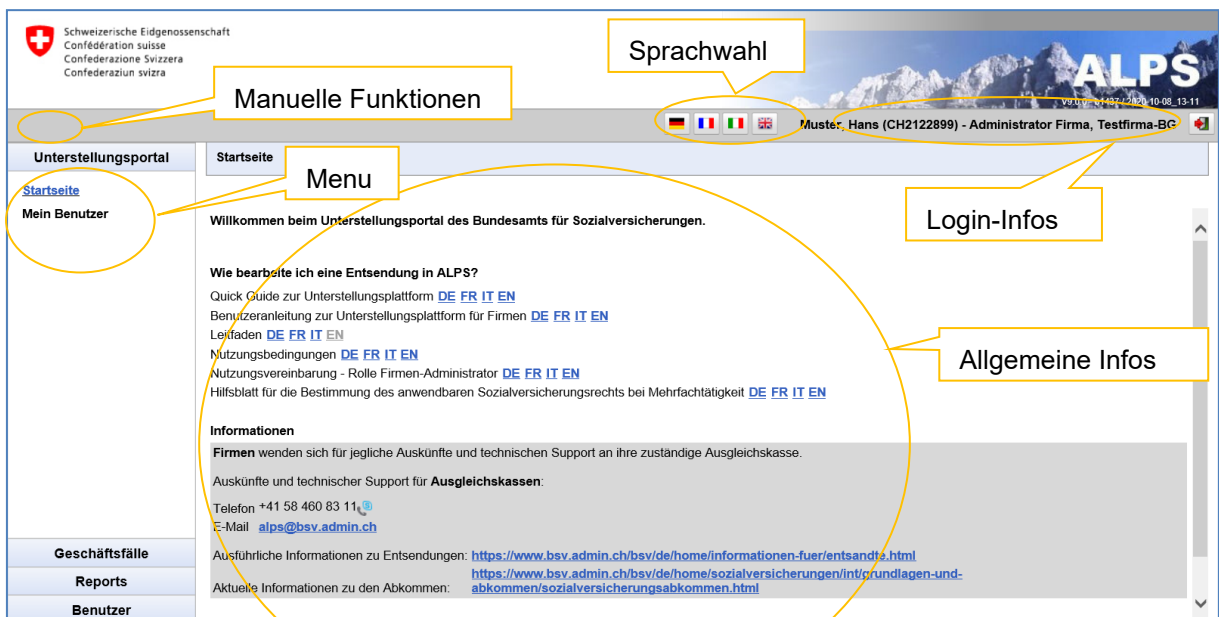 Schweizerische Eidgenossenschaft
Confédération suisse
Confederazione Svizzera
Confederaziun svizra
Sprachwahl
ALPS
V9.0.0 - b1437 / 2020-10-08_13-11
Manuelle Funktionen
Muster, Hans (CH2122899) - Administrator Firma, Testfirma-BG
Unterstellungsportal
Startseite
Menu
Startseite
Mein Benutzer
Login-Infos
Willkommen beim Unterstellungsportal des Bundesamts für Sozialversicherungen.
Wie bearbeite ich eine Entsendung in ALPS?
Quick Guide zur Unterstellungsplattform DE FR IT EN
Benutzeranleitung zur Unterstellungsplattform für Firmen DE FR IT EN
Leitfaden DE FR IT EN
Nutzungsbedingungen DE FR IT EN
Nutzungsvereinbarung - Rolle Firmen-Administrator DE FR IT EN
Hilfsblatt für die Bestimmung des anwendbaren Sozialversicherungsrechts bei Mehrfachtätigkeit DE FR IT EN
Allgemeine Infos
Informationen
Firmen wenden sich für jegliche Auskünfte und technischen Support an ihre zuständige Ausgleichskasse.
Auskünfte und technischer Support für Ausgleichskassen:
Telefon +41 58 460 83 11
E-Mail alps@bsv.admin.ch
Ausführliche Informationen zu Entsendungen: https://www.bsv.admin.ch/bsv/de/home/informationen-fuer/entsandte.html
https://www.bsv.admin.ch/bsv/de/home/sozialversicherungen/int/grundlagen-und-
Aktuelle Informationen zu den Abkommen: abkommen/sozialversicherungsabkommen.html
Geschäftsfälle
Reports
Benutzer